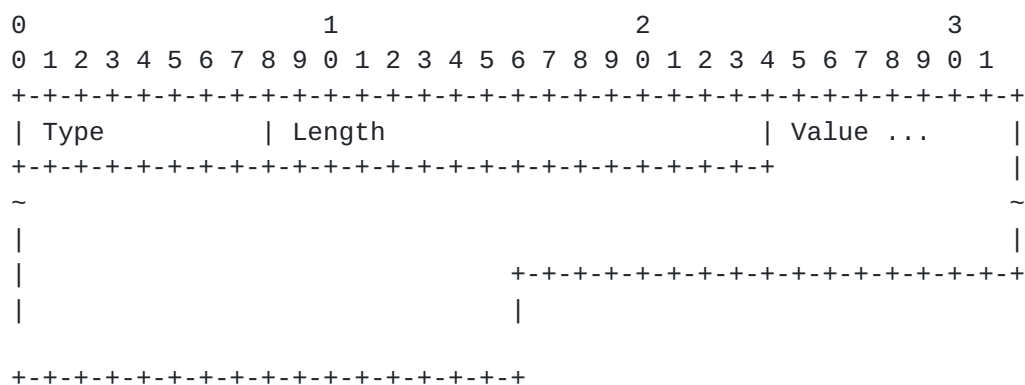 0                   1                   2                   3
0 1 2 3 4 5 6 7 8 9 0 1 2 3 4 5 6 7 8 9 0 1 2 3 4 5 6 7 8 9 0 1
+-+-+-+-+-+-+-+-+-+-+-+-+-+-+-+-+-+-+-+-+-+-+-+-+-+-+-+-+-+-+-+-+
| Type          | Length                        | Value ...     |
+-+-+-+-+-+-+-+-+-+-+-+-+-+-+-+-+-+-+-+-+-+-+-+-+               |
~                                                               ~
|                                                               |
|                               +-+-+-+-+-+-+-+-+-+-+-+-+-+-+-+-+
|                               |
+-+-+-+-+-+-+-+-+-+-+-+-+-+-+-+-+